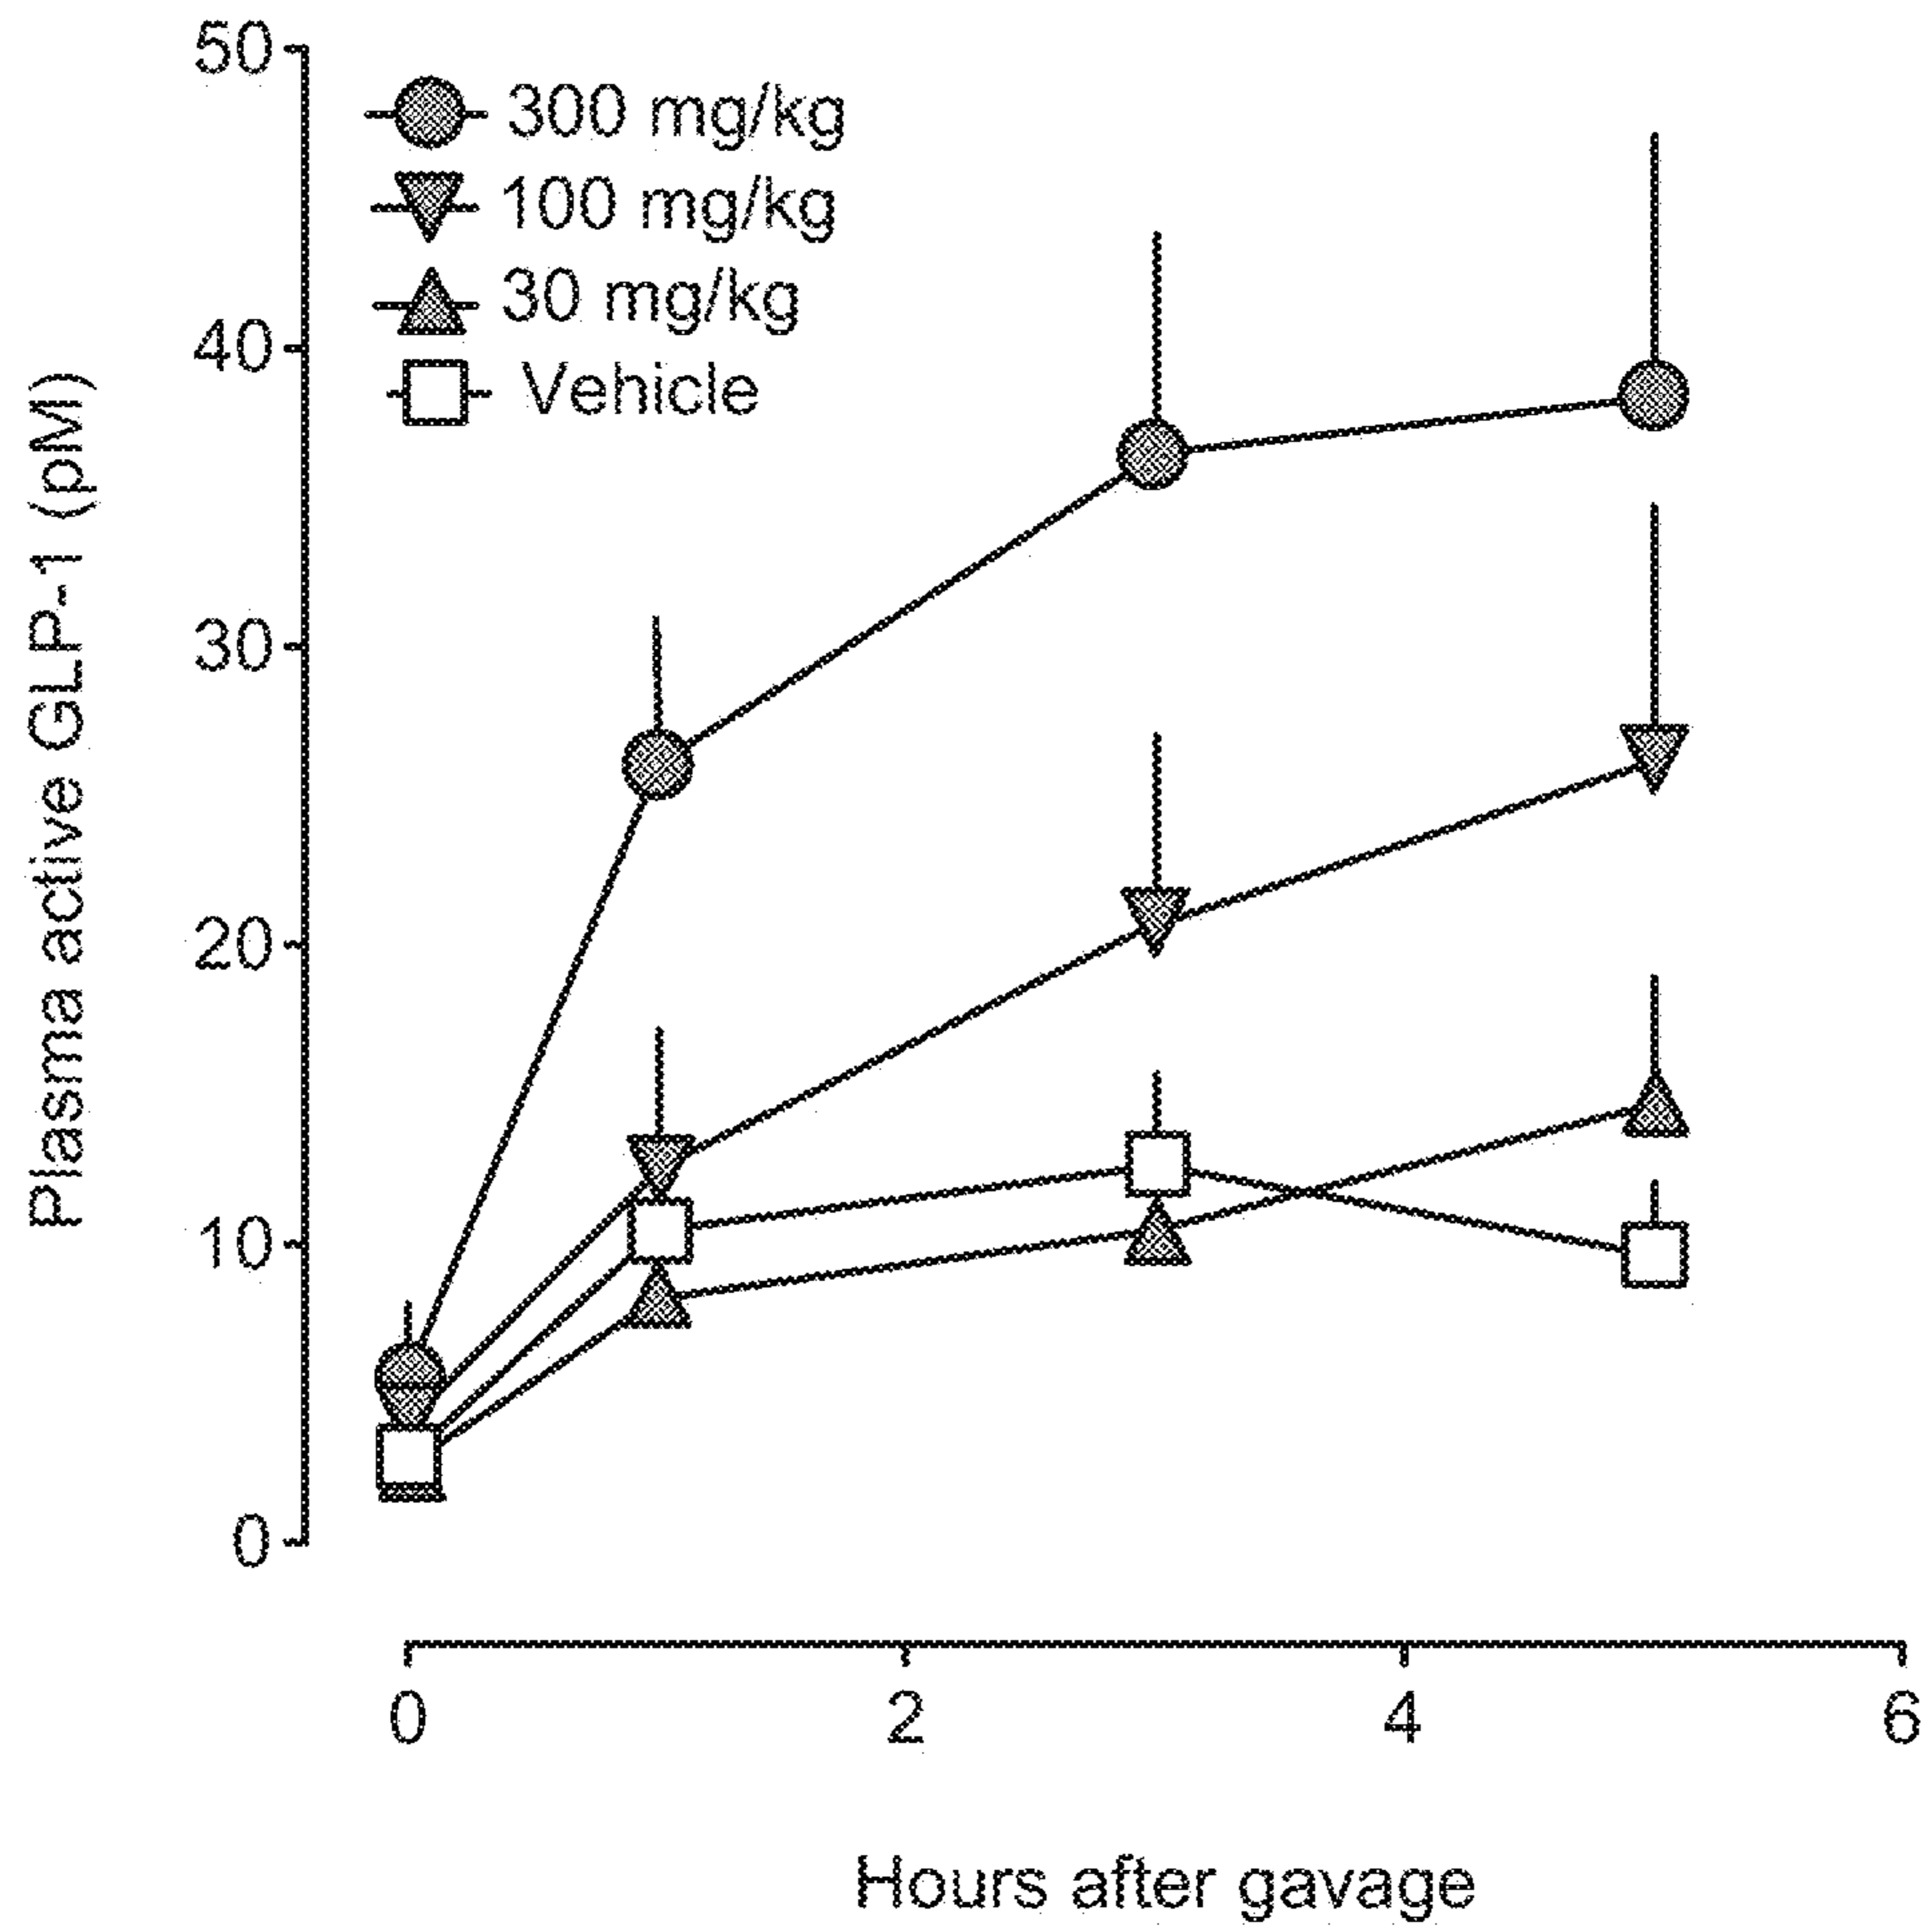 50
40
30
20
10
0
Plasma active GLP-1 (pM)
300 mg/kg
100 mg/kg
30 mg/kg
Vehicle
0 2 4 6
Hours after gavage